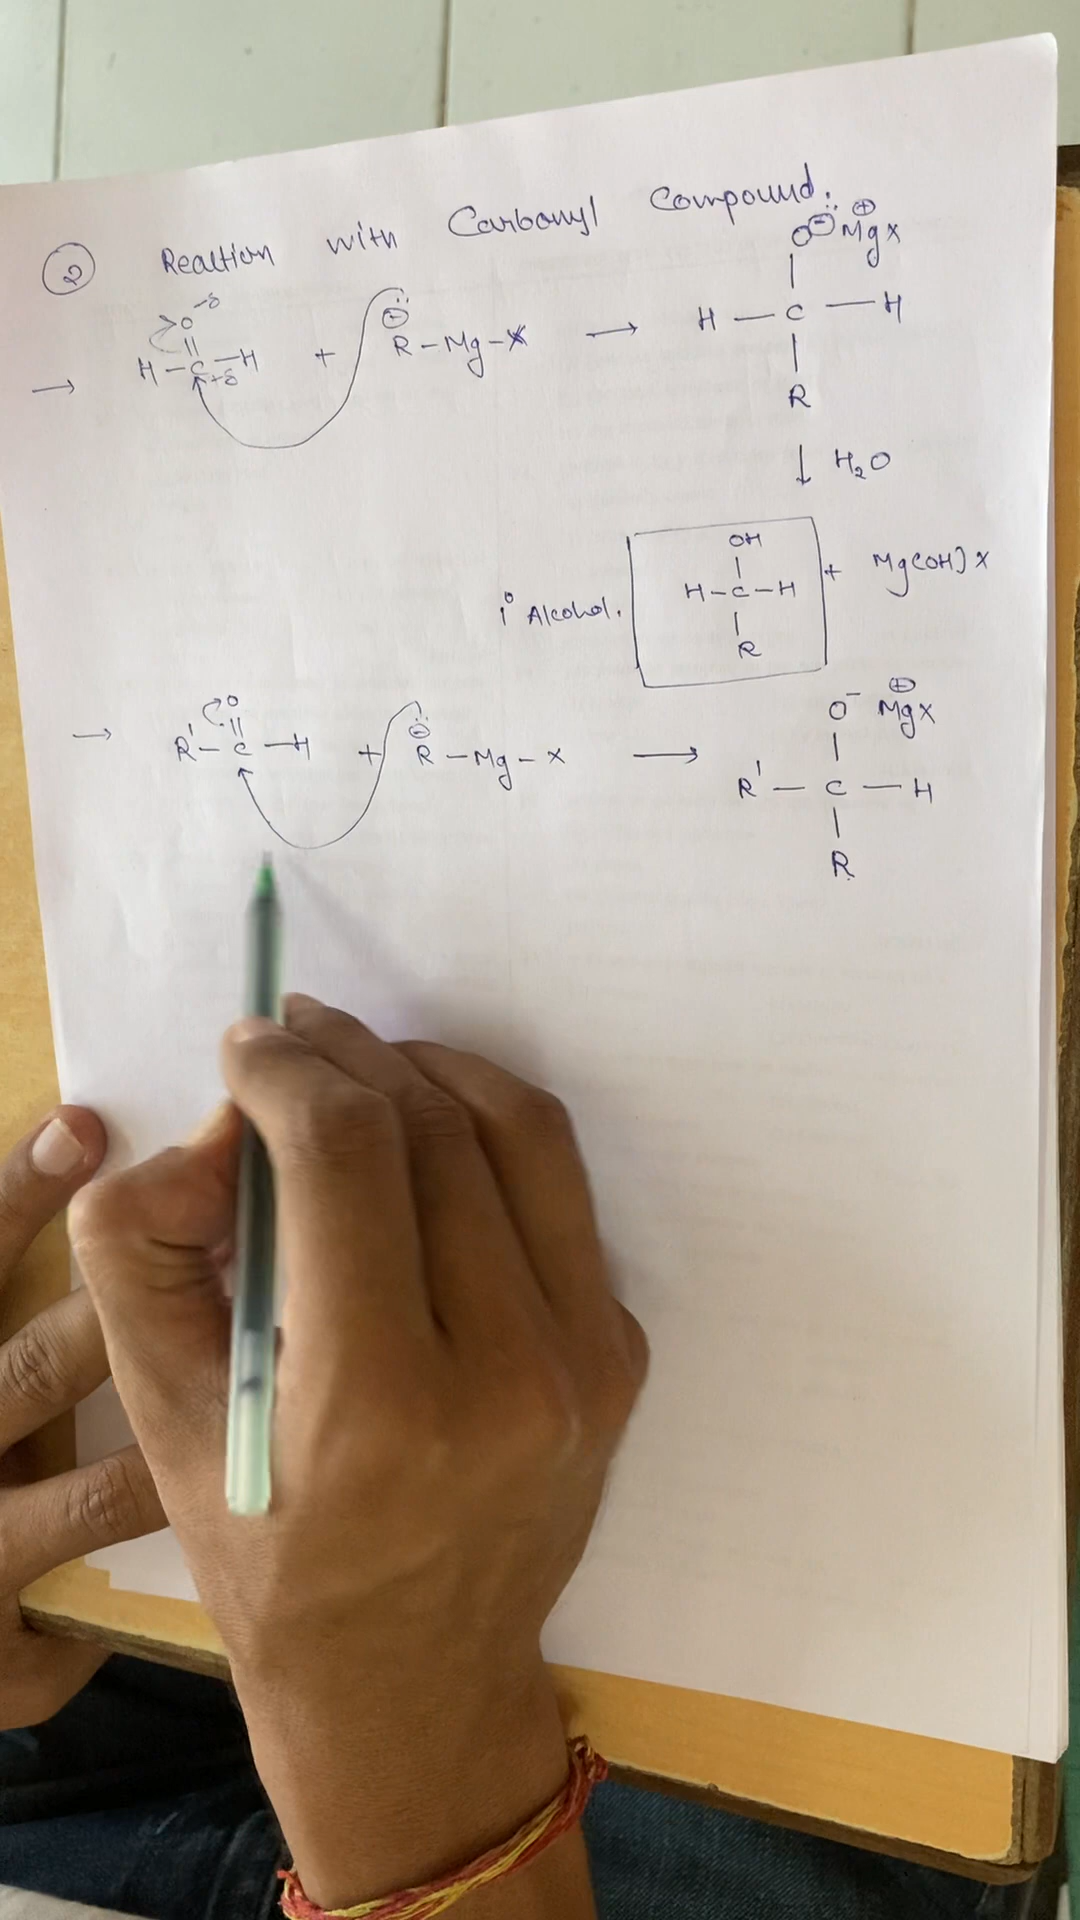 ② Reaction with Carbonyl Compound.
-δ O ⊖ .. ⊕ MgX
→ H-C-H +δ + ⊖ .. R-Mg-X → H-C-H
R
↓ H₂O
OH
1° Alcohol. H-C-H + Mg(OH)X
R
O O⁻ ⊕ MgX
→ R'-C-H + ⊖ .. R-Mg-X → R'-C-H
R